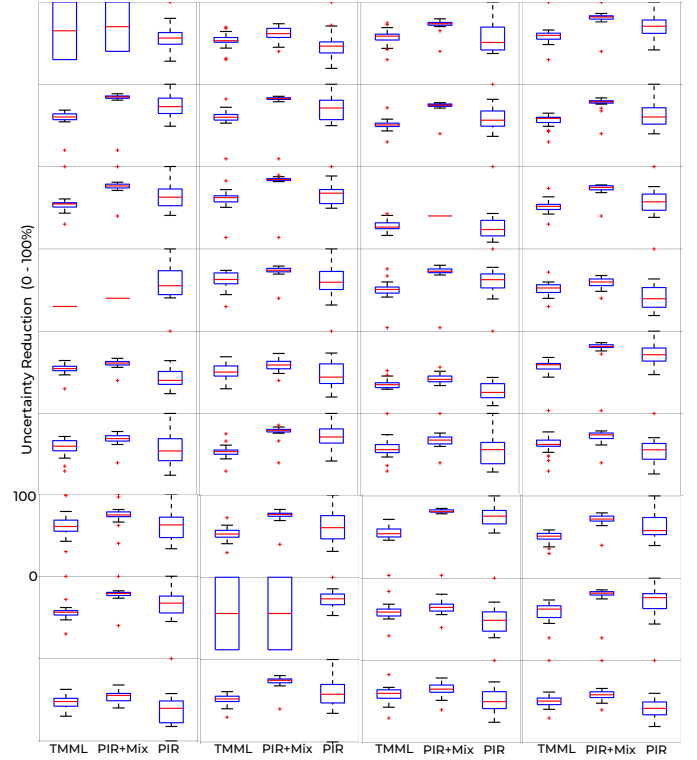 Uncertainty Reduction (0 - 100%)
100
0
TMML PIR+Mix PIR TMML PIR+Mix PIR TMML PIR+Mix PIR TMML PIR+Mix PIR